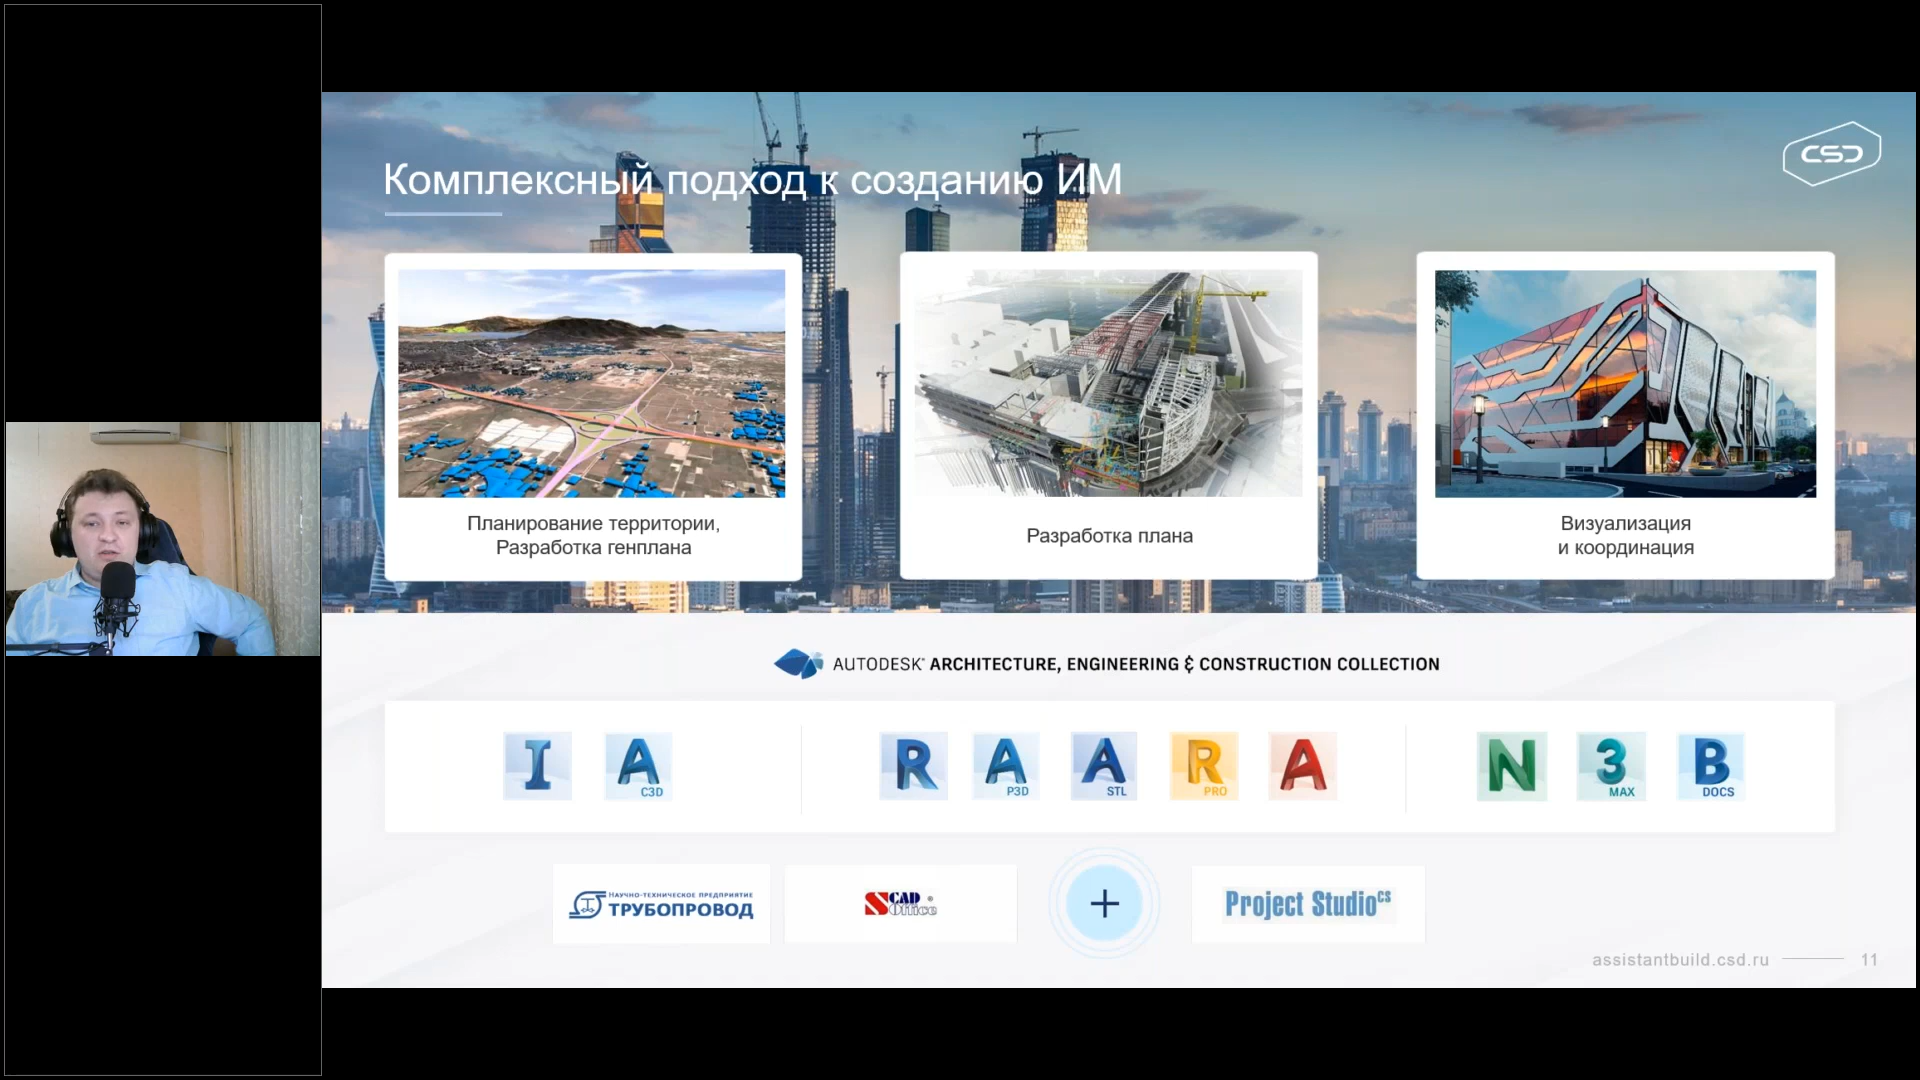 Комплексный подход к созданию ИМ
CSD
Планирование территории,
Разработка генплана
Разработка плана
Визуализация
и координация
AUTODESK® ARCHITECTURE, ENGINEERING & CONSTRUCTION COLLECTION
I
A C3D
R
A P3D
A STL
R PRO
A
N
3 MAX
B DOCS
НАУЧНО-ТЕХНИЧЕСКОЕ ПРЕДПРИЯТИЕ
ТРУБОПРОВОД
SCAD ®
Office
+
Project Studio CS
assistantbuild.csd.ru 11